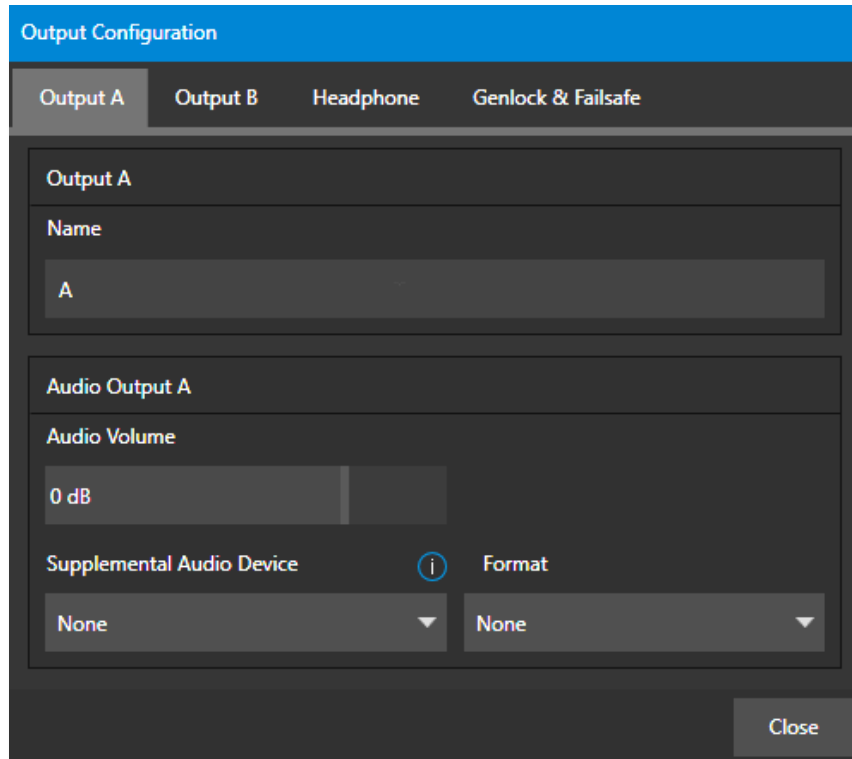 Output Configuration
Output A Output B Headphone Genlock & Failsafe
Output A
Name
A
Audio Output A
Audio Volume
0 dB
Supplemental Audio Device i Format
None None
Close